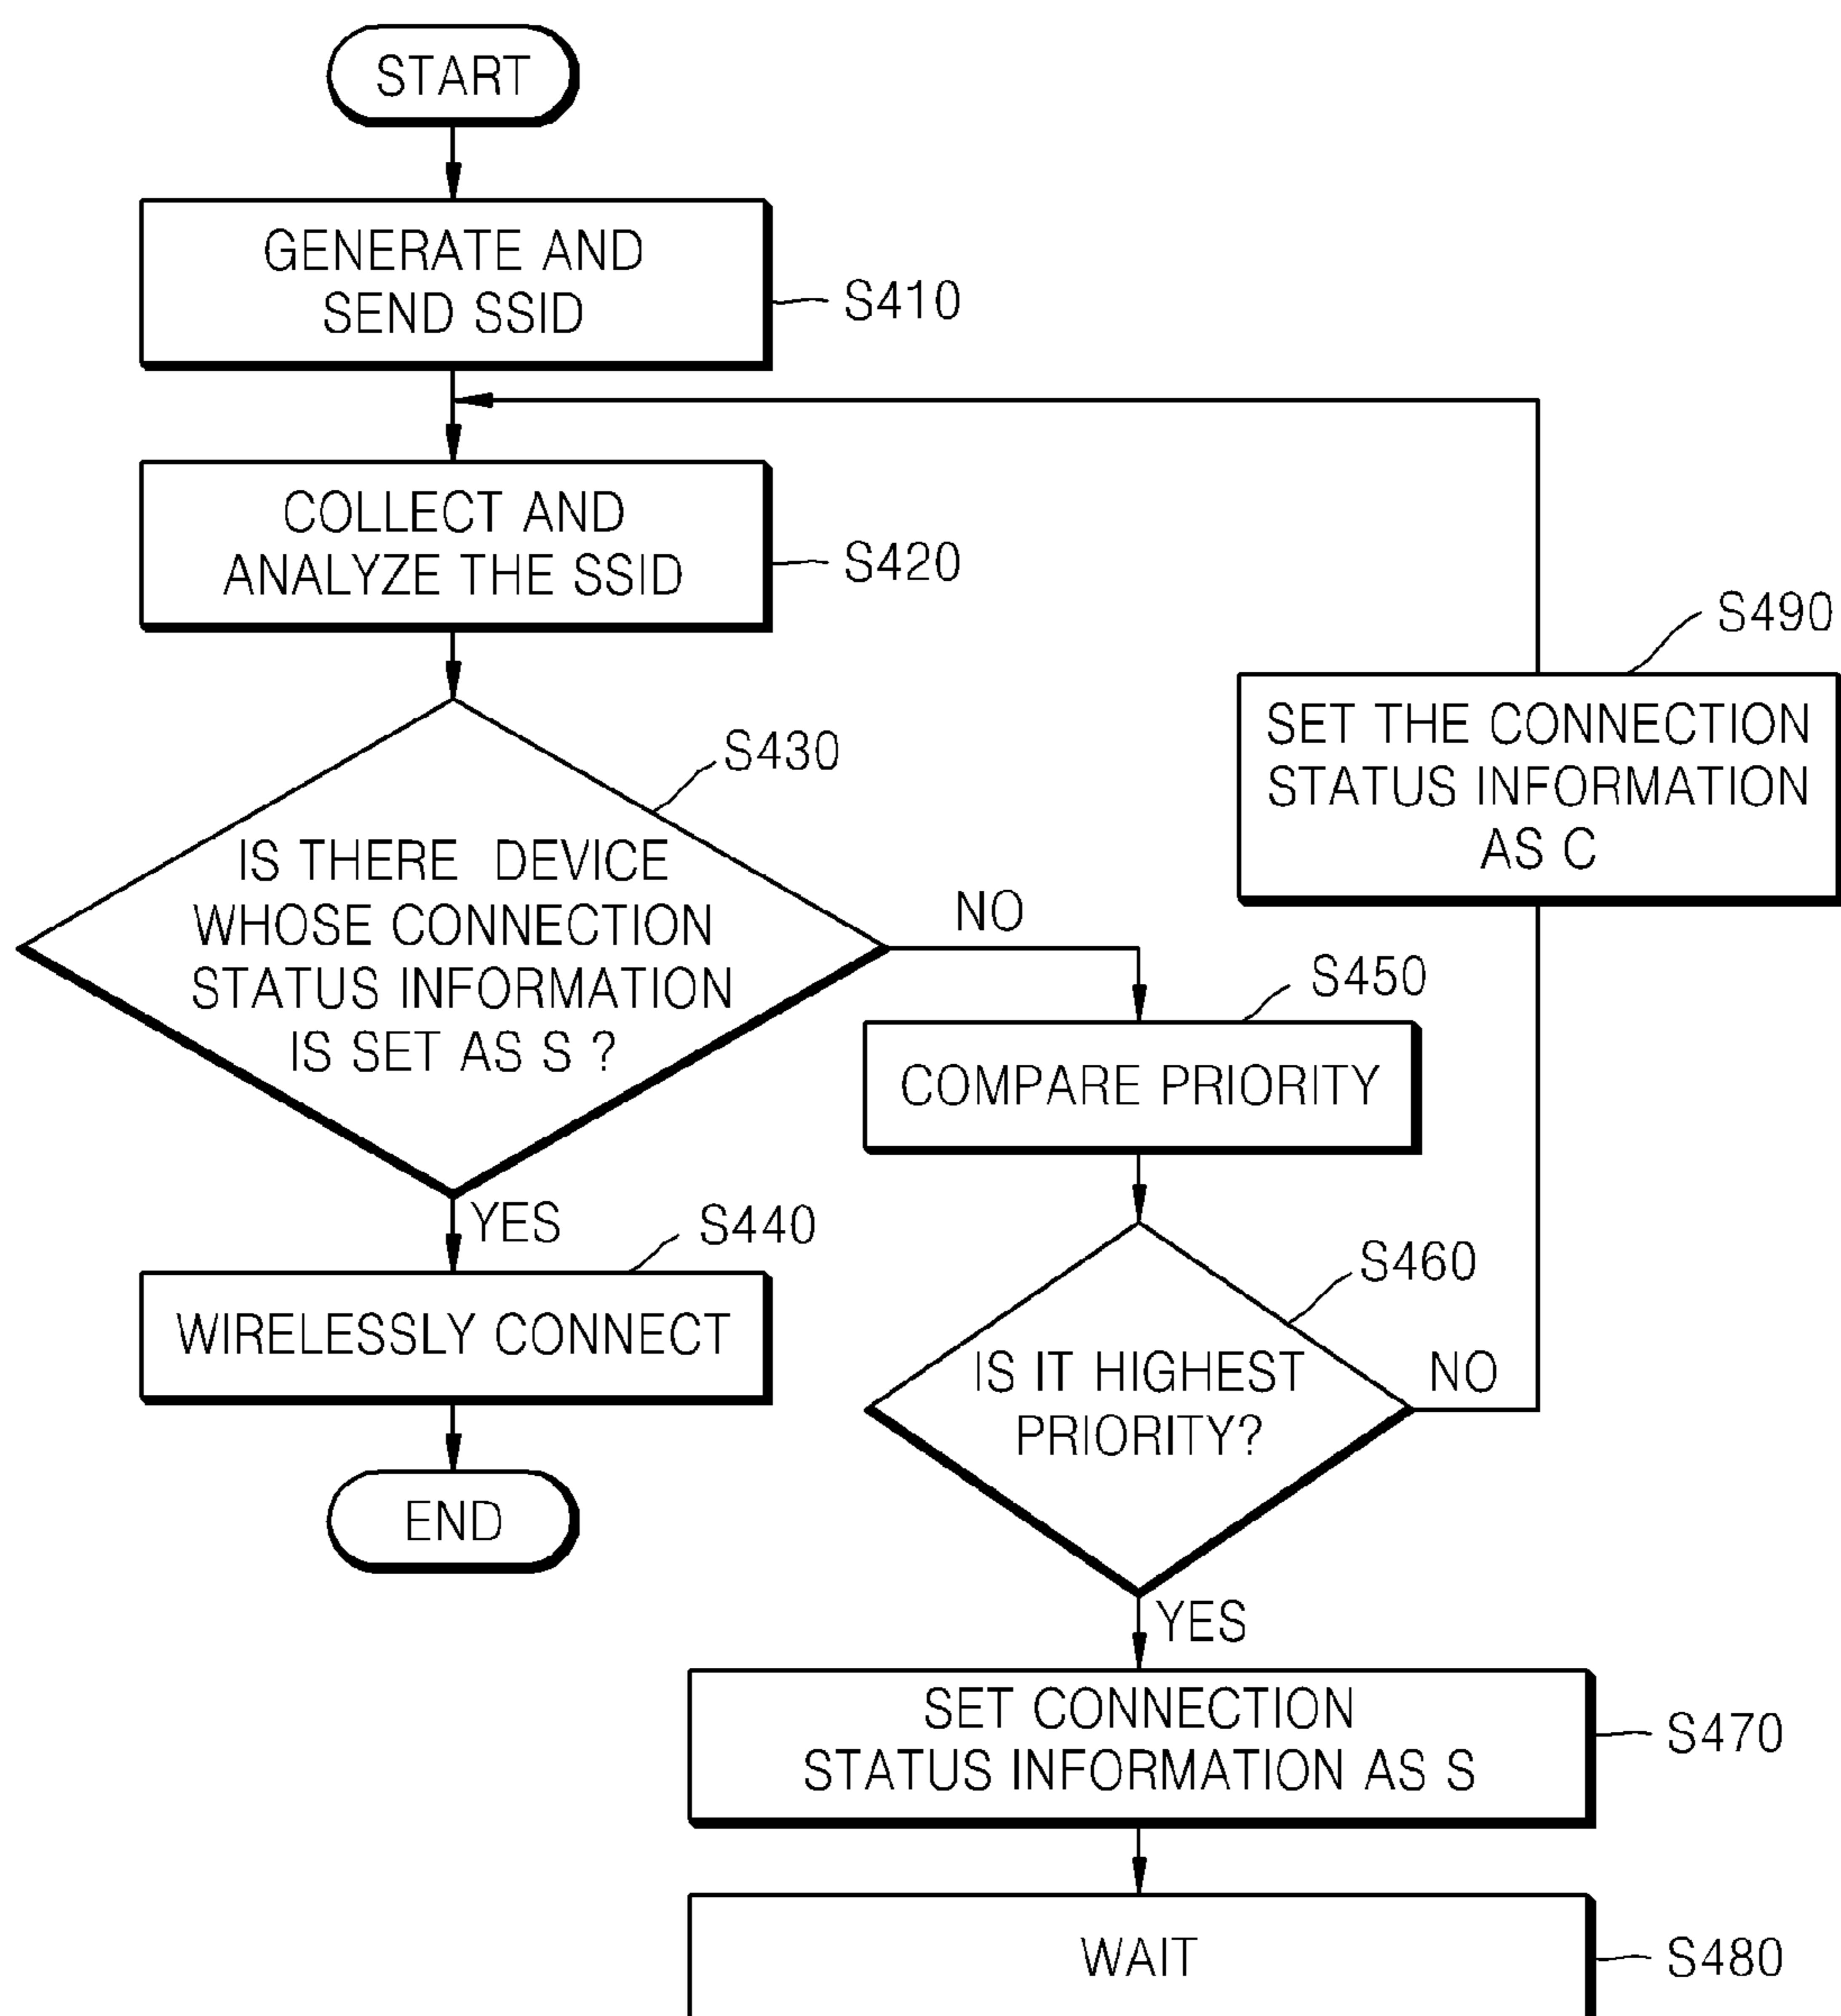 START
GENERATE AND
SEND SSID
S410
COLLECT AND
ANALYZE THE SSID
S420
S490
SET THE CONNECTION
STATUS INFORMATION
AS C
S430
IS THERE DEVICE
WHOSE CONNECTION
STATUS INFORMATION
IS SET AS S ?
NO
S450
COMPARE PRIORITY
YES
S440
WIRELESSLY CONNECT
S460
IS IT HIGHEST
PRIORITY?
NO
END
YES
SET CONNECTION
STATUS INFORMATION AS S
S470
WAIT
S480